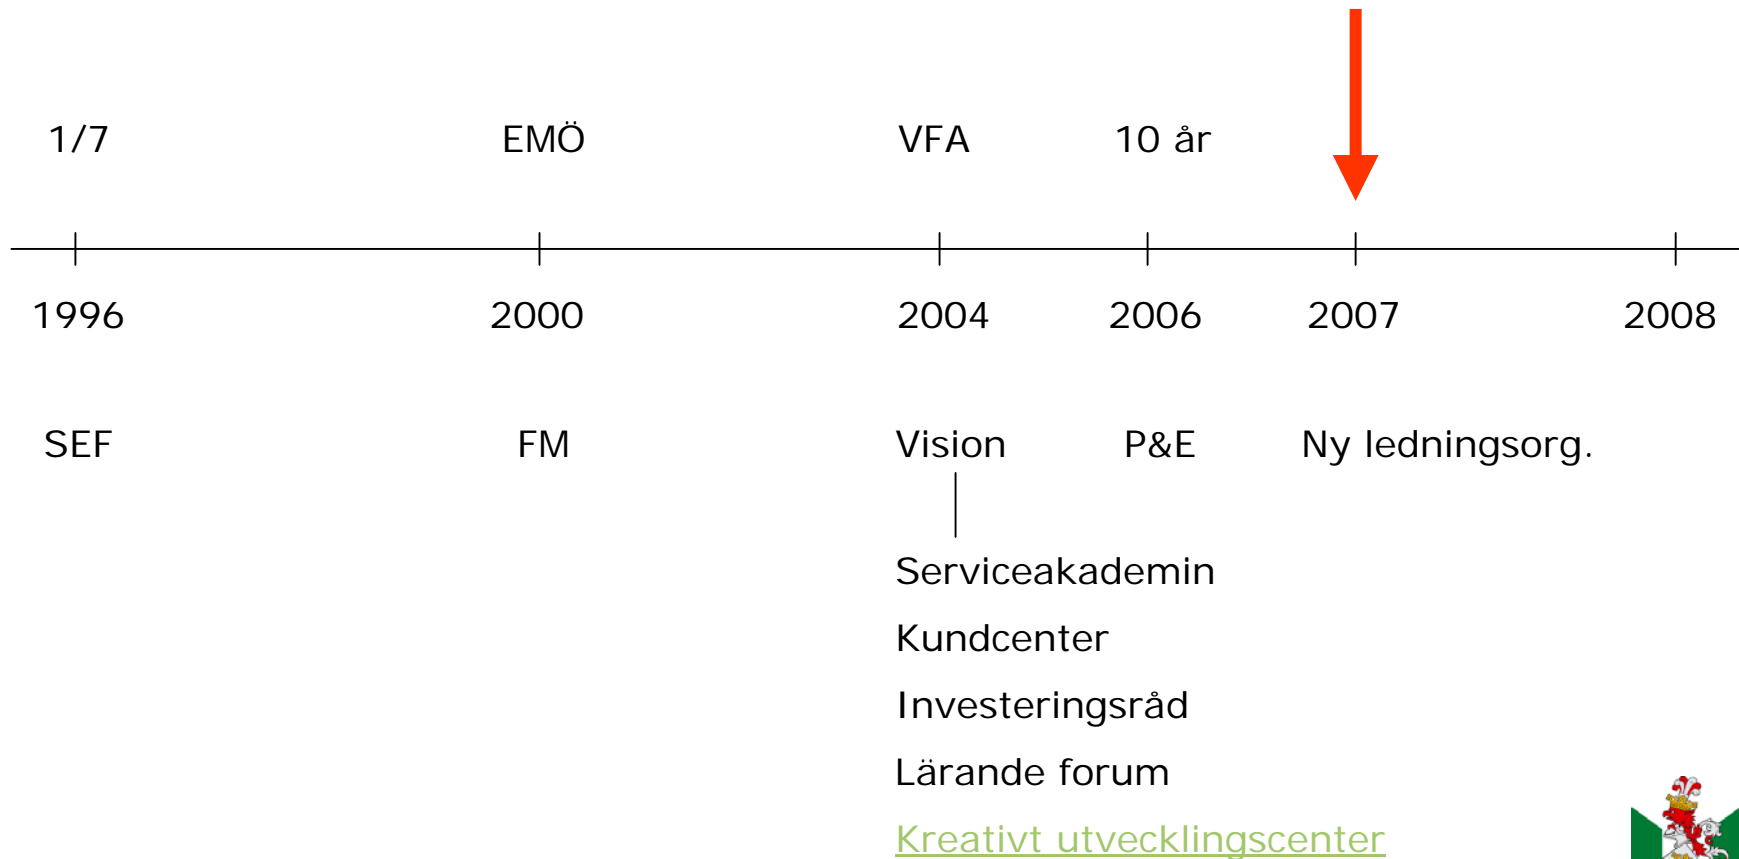 1/7 EMÖ VFA 10 år
1996 2000 2004 2006 2007 2008
SEF FM Vision P&E Ny ledningsorg.
Serviceakademin
Kundcenter
Investeringsråd
Lärande forum
Kreativt utvecklingscenter